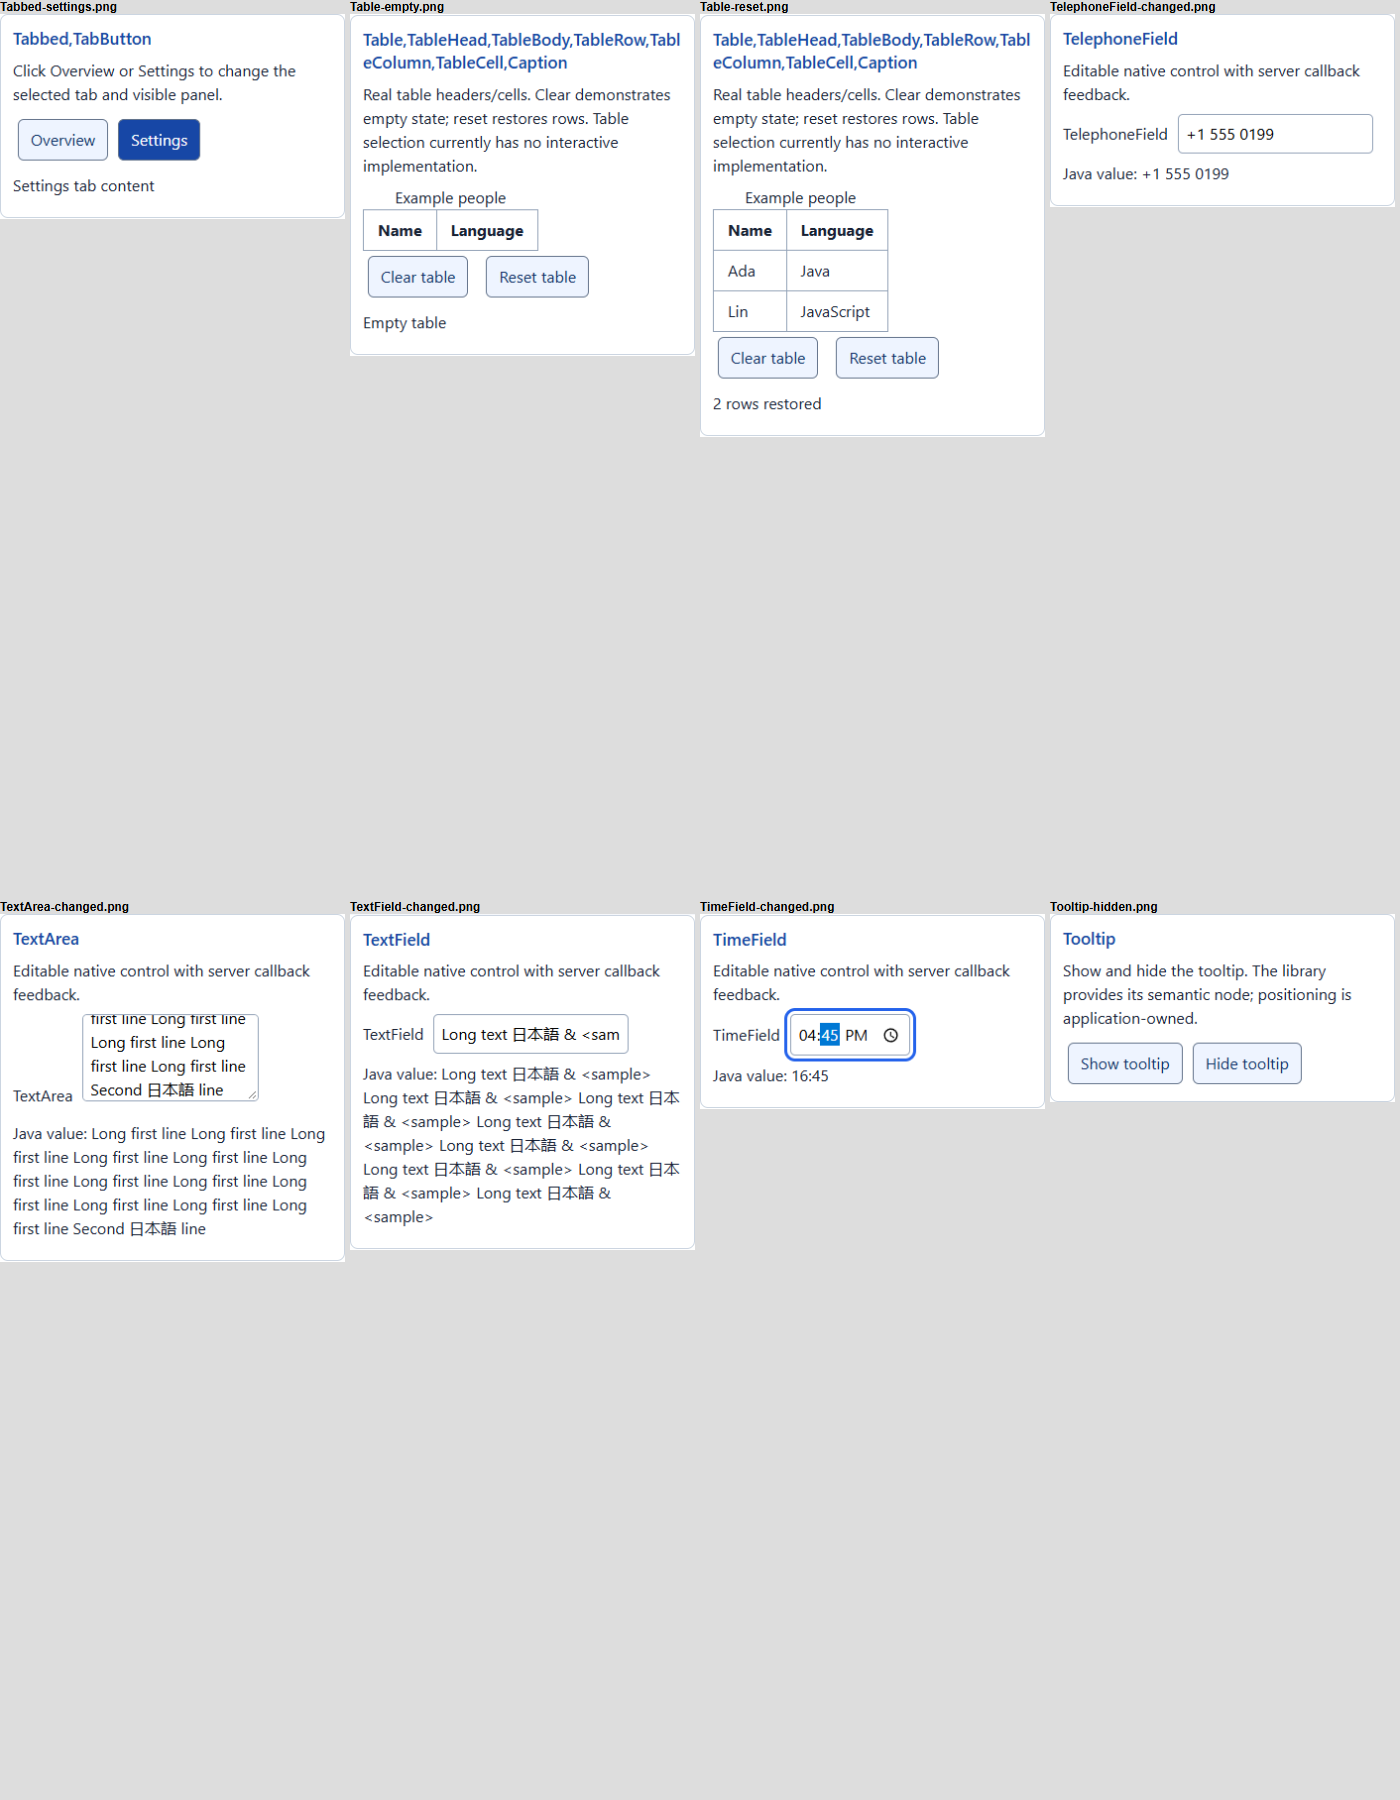 Tabbed-settings.png
Tabbed,TabButton
Click Overview or Settings to change the
selected tab and visible panel.
Overview
Settings
Settings tab content
Table-empty.png
Table,TableHead,TableBody,TableRow,Tabl
eColumn,TableCell,Caption
Real table headers/cells. Clear demonstrates
empty state; reset restores rows. Table
selection currently has no interactive
implementation.
Example people
Name Language
Clear table
Reset table
Empty table
Table-reset.png
Table,TableHead,TableBody,TableRow,Tabl
eColumn,TableCell,Caption
Real table headers/cells. Clear demonstrates
empty state; reset restores rows. Table
selection currently has no interactive
implementation.
Example people
Name Language
Ada Java
Lin JavaScript
Clear table
Reset table
2 rows restored
TelephoneField-changed.png
TelephoneField
Editable native control with server callback
feedback.
TelephoneField +1 555 0199
Java value: +1 555 0199
TextArea-changed.png
TextArea
Editable native control with server callback
feedback.
first line Long first line
Long first line Long
first line Long first line
Second 日本語 line
TextArea
Java value: Long first line Long first line Long
first line Long first line Long first line Long
first line Long first line Long first line Long
first line Long first line Long first line Long
first line Second 日本語 line
TextField-changed.png
TextField
Editable native control with server callback
feedback.
TextField Long text 日本語 & <sam
Java value: Long text 日本語 & <sample>
Long text 日本語 & <sample> Long text 日本
語 & <sample> Long text 日本語 &
<sample> Long text 日本語 & <sample>
Long text 日本語 & <sample> Long text 日本
語 & <sample> Long text 日本語 &
<sample>
TimeField-changed.png
TimeField
Editable native control with server callback
feedback.
TimeField 04:45 PM
Java value: 16:45
Tooltip-hidden.png
Tooltip
Show and hide the tooltip. The library
provides its semantic node; positioning is
application-owned.
Show tooltip
Hide tooltip